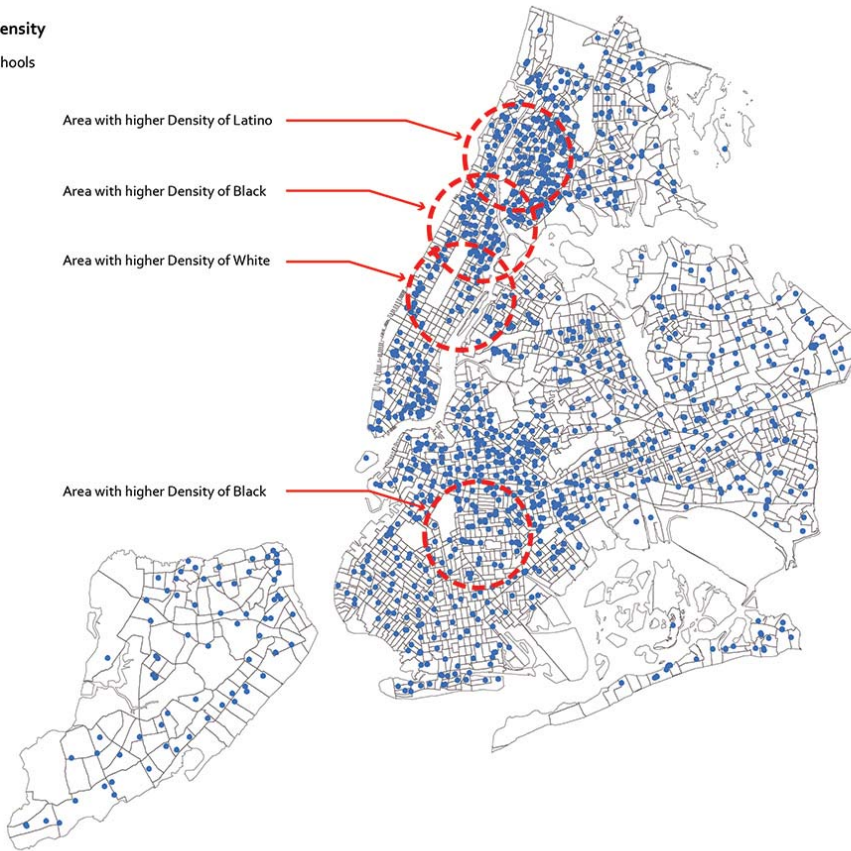 ensity
hools
Area with higher Density of Latino
Area with higher Density of Black
Area with higher Density of White
Area with higher Density of Black